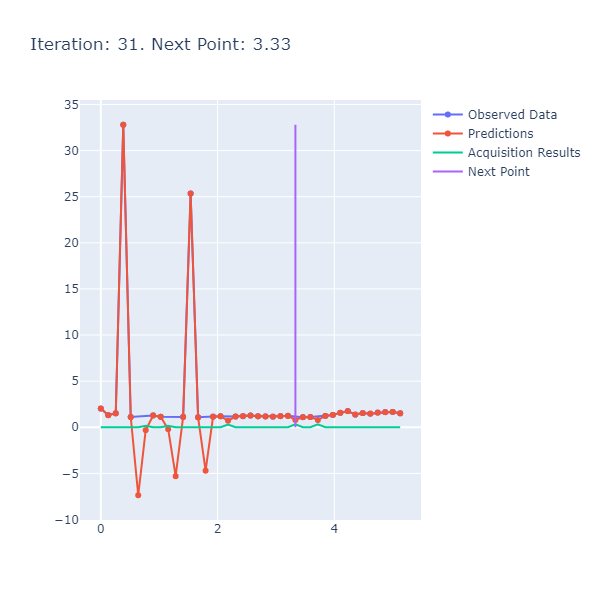 Iteration: 31. Next Point: 3.33
Observed Data
Predictions
Acquisition Results
Next Point
35
30
25
20
15
10
5
0
−5
−10
0
2
4